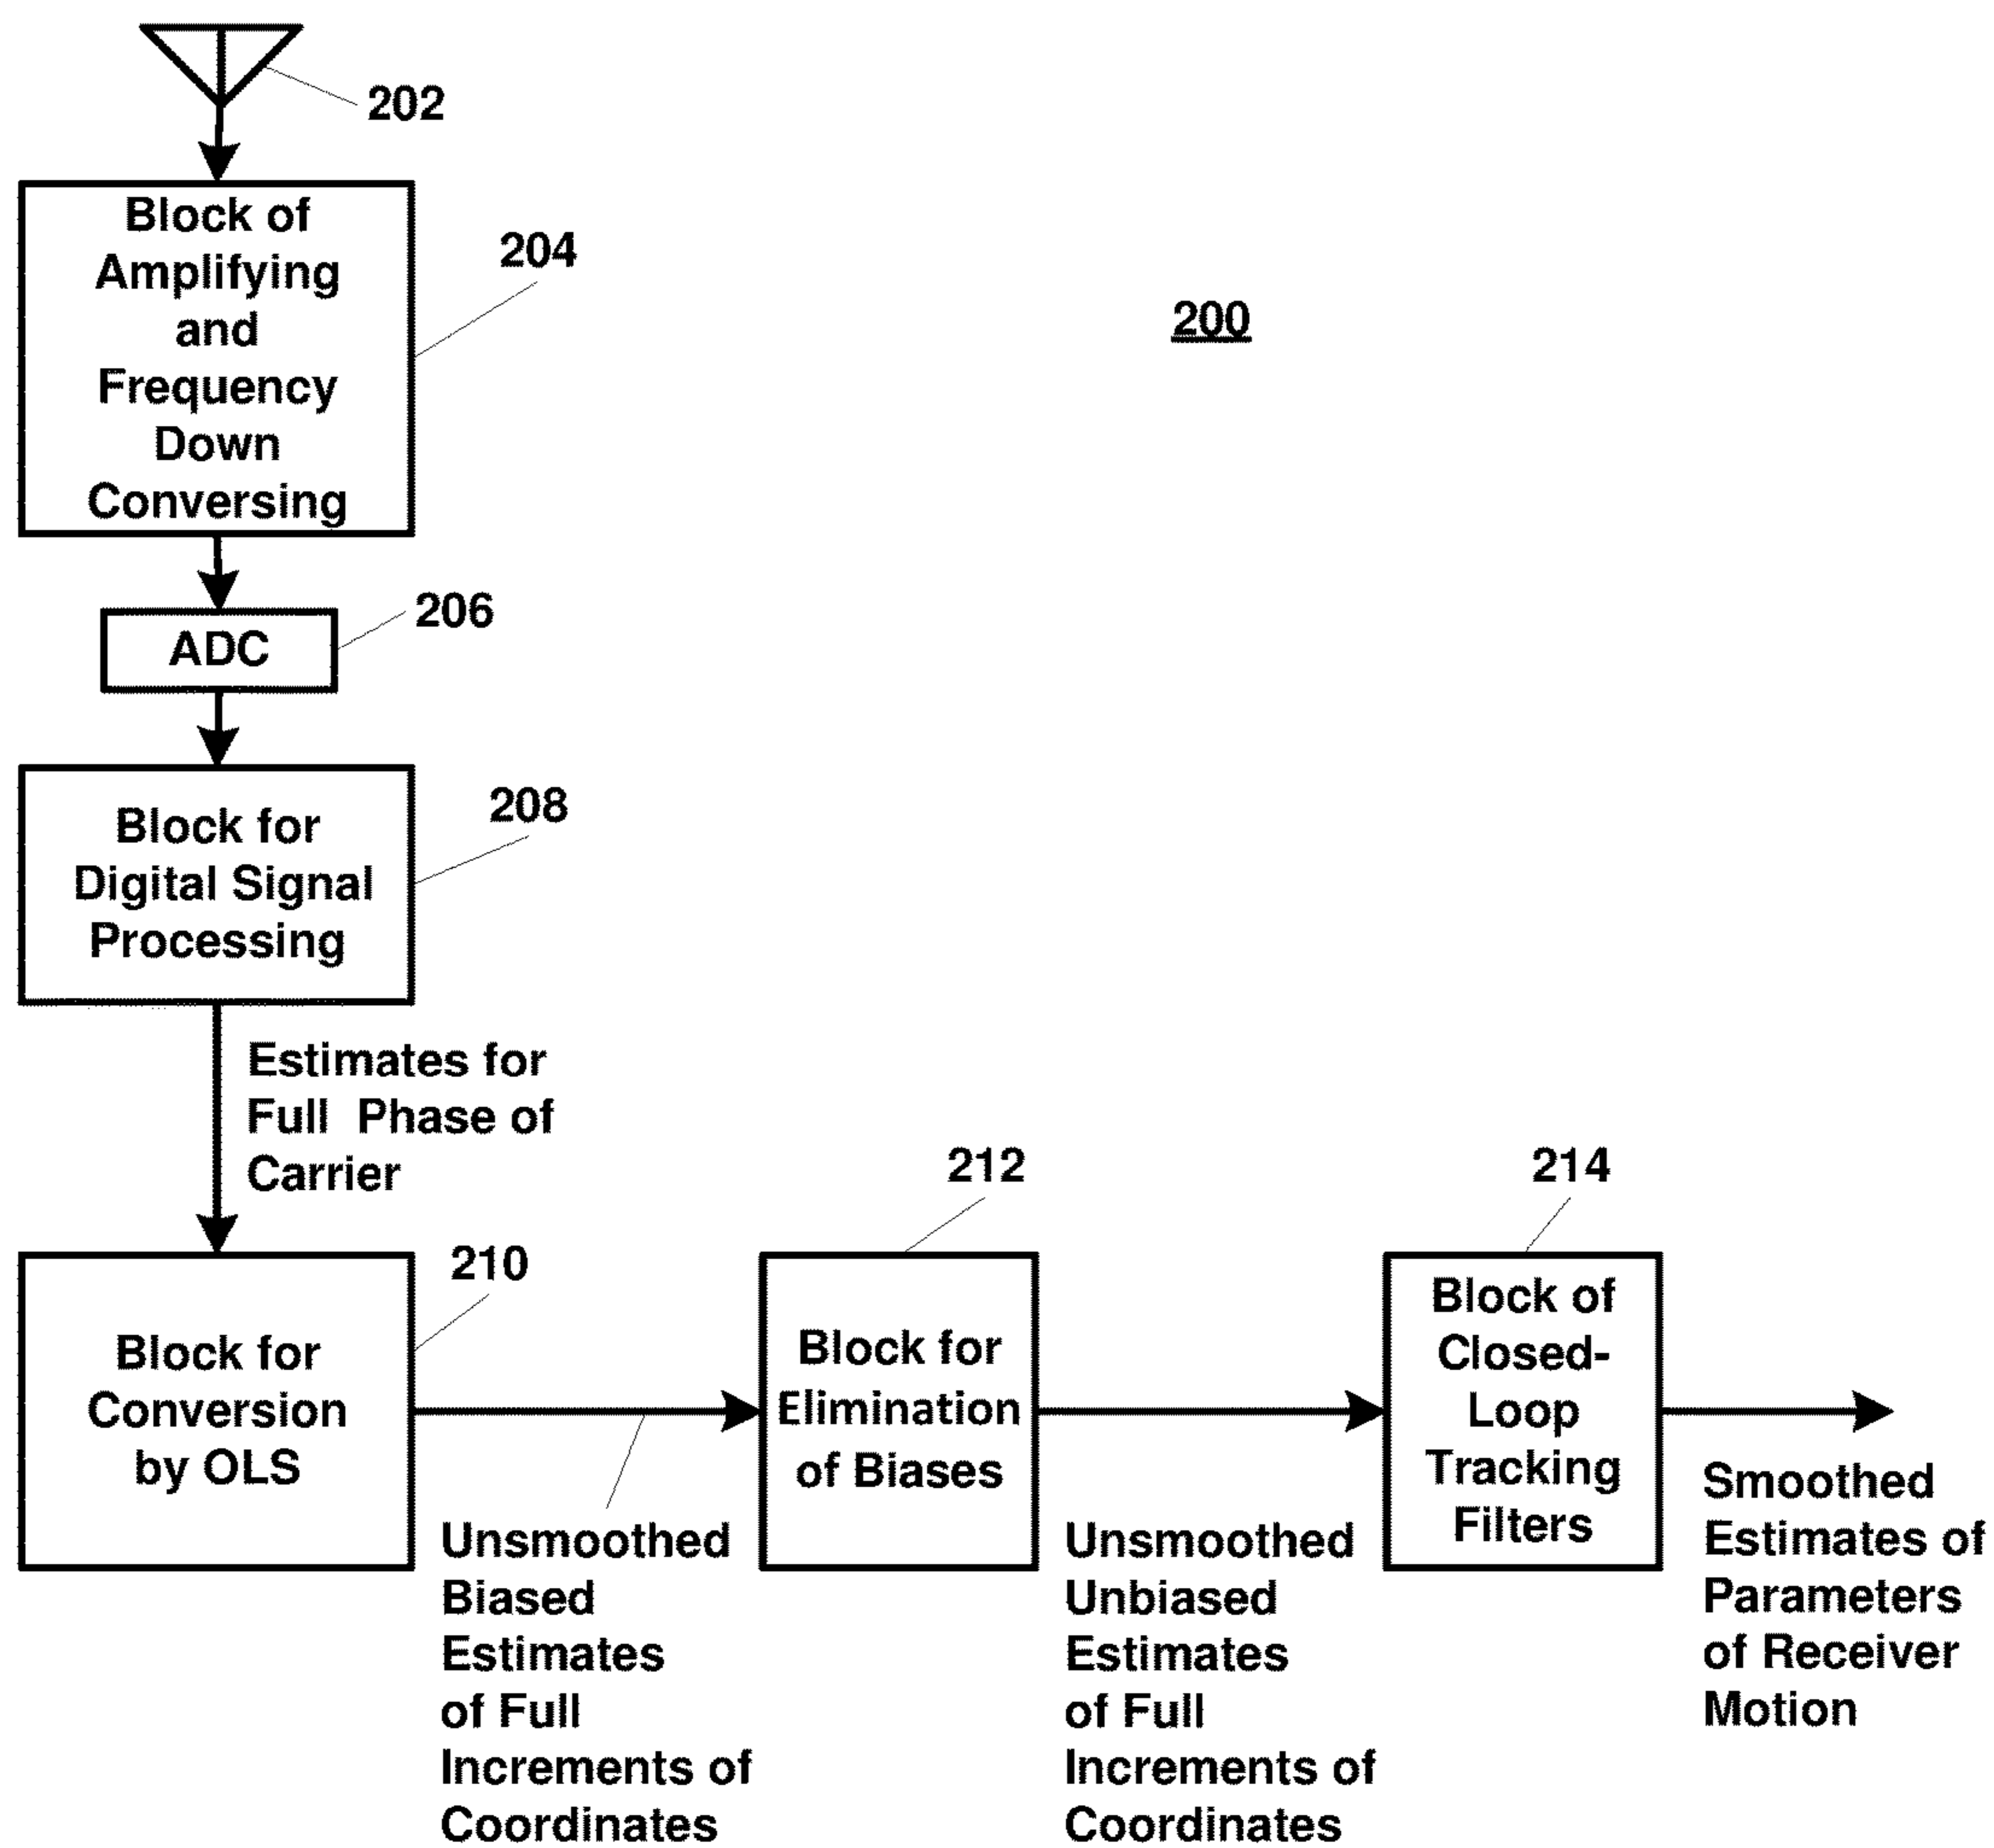 202
Block of
Amplifying
and
Frequency
Down
Conversing
204
200
ADC
206
Block for
Digital Signal
Processing
208
Estimates for
Full Phase of
Carrier
Block for
Conversion
by OLS
210
Unsmoothed
Biased
Estimates
of Full
Increments of
Coordinates
212
Block for
Elimination
of Biases
Unsmoothed
Unbiased
Estimates
of Full
Increments of
Coordinates
214
Block of
Closed-
Loop
Tracking
Filters
Smoothed
Estimates of
Parameters
of Receiver
Motion